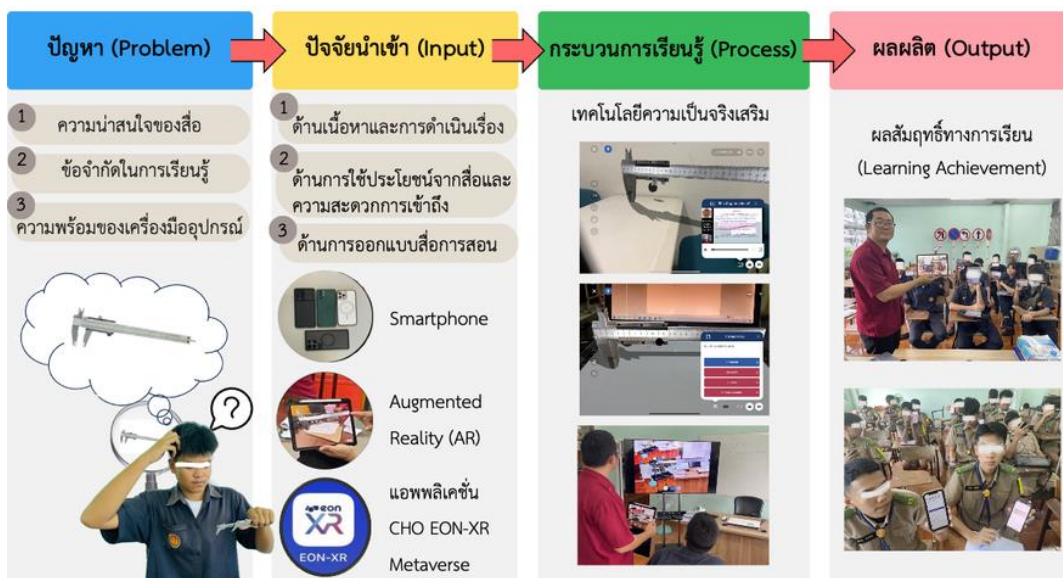 ปัญหา (Problem)
ปัจจัยนำเข้า (Input)
กระบวนการเรียนรู้ (Process)
ผลผลิต (Output)
1
ความน่าสนใจของสื่อ
2
ข้อจำกัดในการเรียนรู้
3
ความพร้อมของเครื่องมืออุปกรณ์
?
1
ด้านเนื้อหาและการดำเนินเรื่อง
2
ด้านการใช้ประโยชน์จากสื่อและ
ความสะดวกการเข้าถึง
3
ด้านการออกแบบสื่อการสอน
Smartphone
Augmented
Reality (AR)
eon
XR
EON-XR
แอพพลิเคชั่น
CHO EON-XR
Metaverse
เทคโนโลยีความเป็นจริงเสริม
ผลสัมฤทธิ์ทางการเรียน
(Learning Achievement)